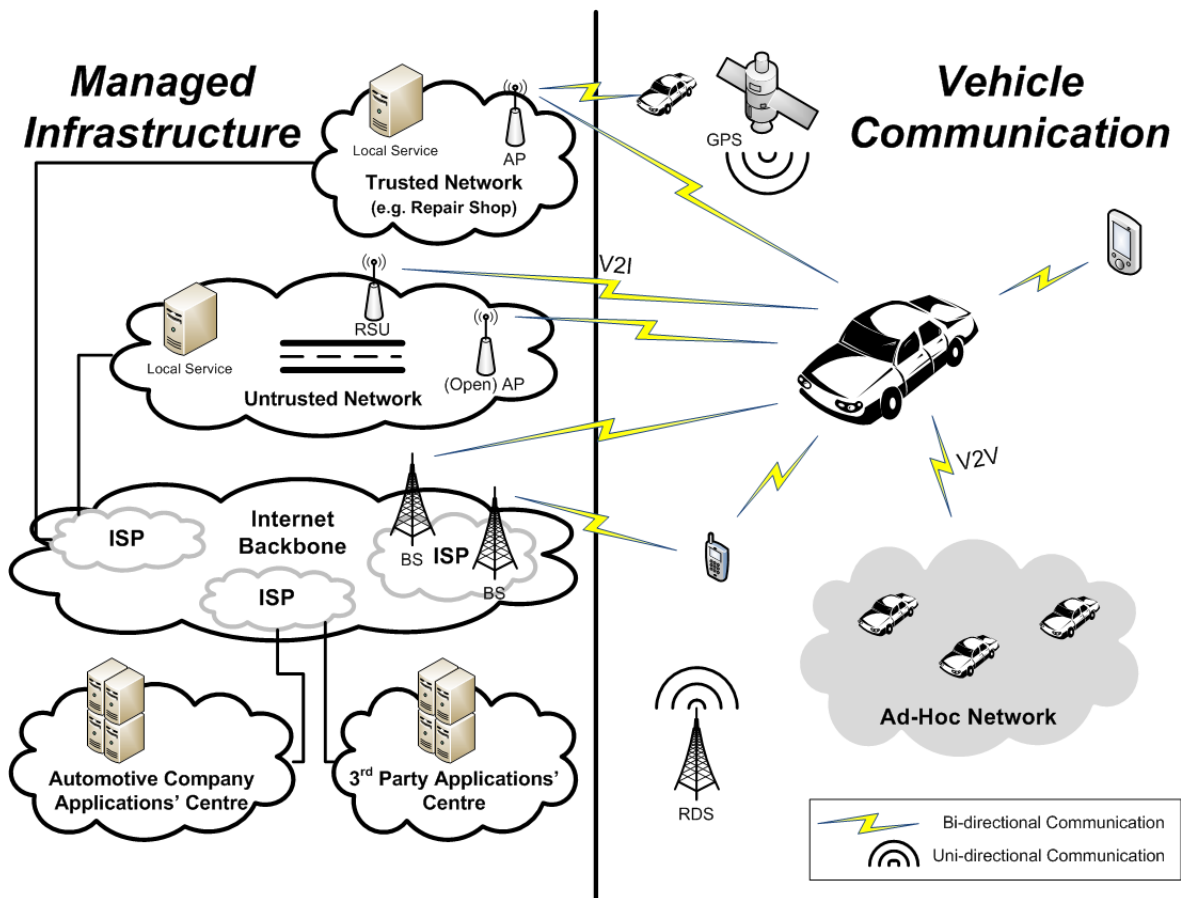 Managed
Infrastructure
Vehicle
Communication
Local Service
AP
Trusted Network
(e.g. Repair Shop)
GPS
V2I
RSU
Local Service
(Open) AP
Untrusted Network
V2V
Internet
Backbone
ISP
BS
ISP
BS
ISP
Ad-Hoc Network
Automotive Company
Applications' Centre
3rd Party Applications'
Centre
RDS
Bi-directional Communication
Uni-directional Communication